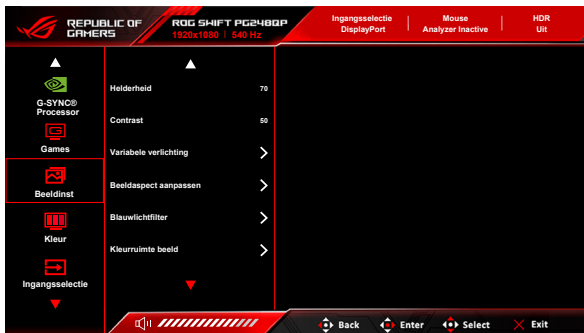 REPUBLIC OF
GAMERS
ROG SWIFT PG248QP
1920x1080 | 540 Hz
Ingangsselectie
DisplayPort
Mouse
Analyzer Inactive
HDR
Uit
G-SYNC®
Processor
Games
Beeldinst
Kleur
Ingangsselectie
Helderheid 70
Contrast 50
Variabele verlichting
Beeldaspect aanpassen
Blauwlichtfilter
Kleurruimte beeld
Back Enter Select Exit